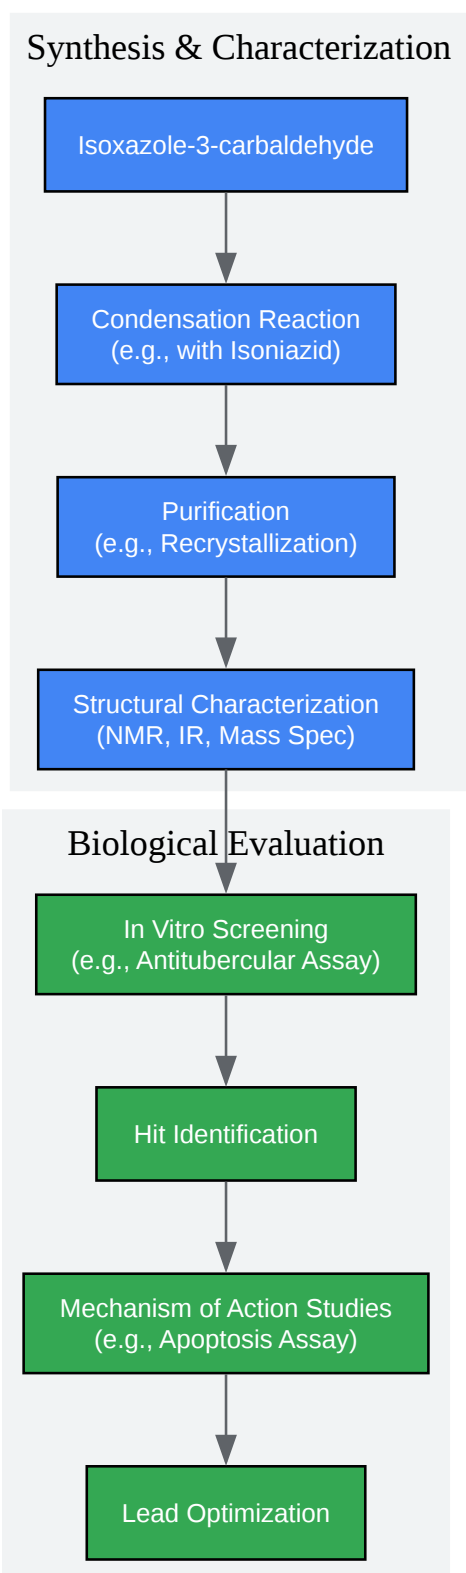 Synthesis & Characterization
Isoxazole-3-carbaldehyde
Condensation Reaction
(e.g., with Isoniazid)
Purification
(e.g., Recrystallization)
Structural Characterization
(NMR, IR, Mass Spec)
Biological Evaluation
In Vitro Screening
(e.g., Antitubercular Assay)
Hit Identification
Mechanism of Action Studies
(e.g., Apoptosis Assay)
Lead Optimization